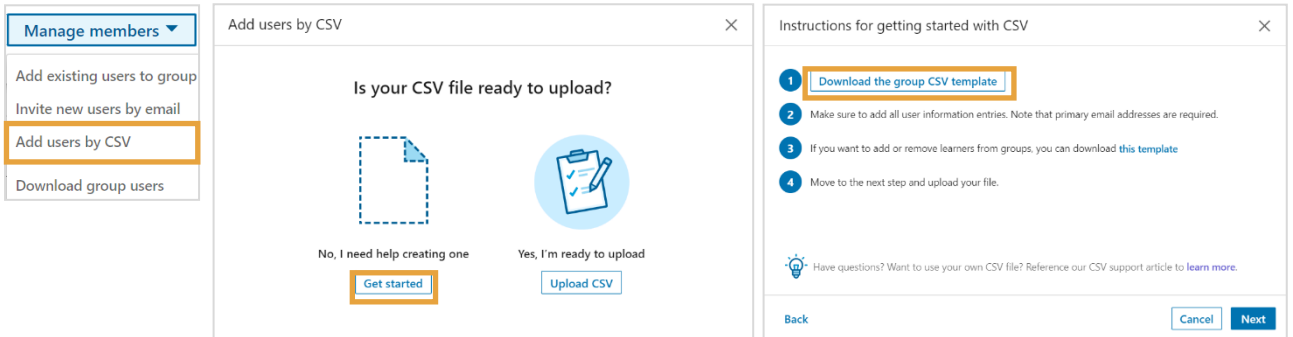 Manage members
Add existing users to group
Invite new users by email
Add users by CSV
Download group users
Add users by CSV
Is your CSV file ready to upload?
No, I need help creating one
Get started
Yes, I'm ready to upload
Upload CSV
Instructions for getting started with CSV
1 Download the group CSV template
2 Make sure to add all user information entries. Note that primary email addresses are required.
3 If you want to add or remove learners from groups, you can download this template
4 Move to the next step and upload your file.
Have questions? Want to use your own CSV file? Reference our CSV support article to learn more.
Back
Cancel
Next